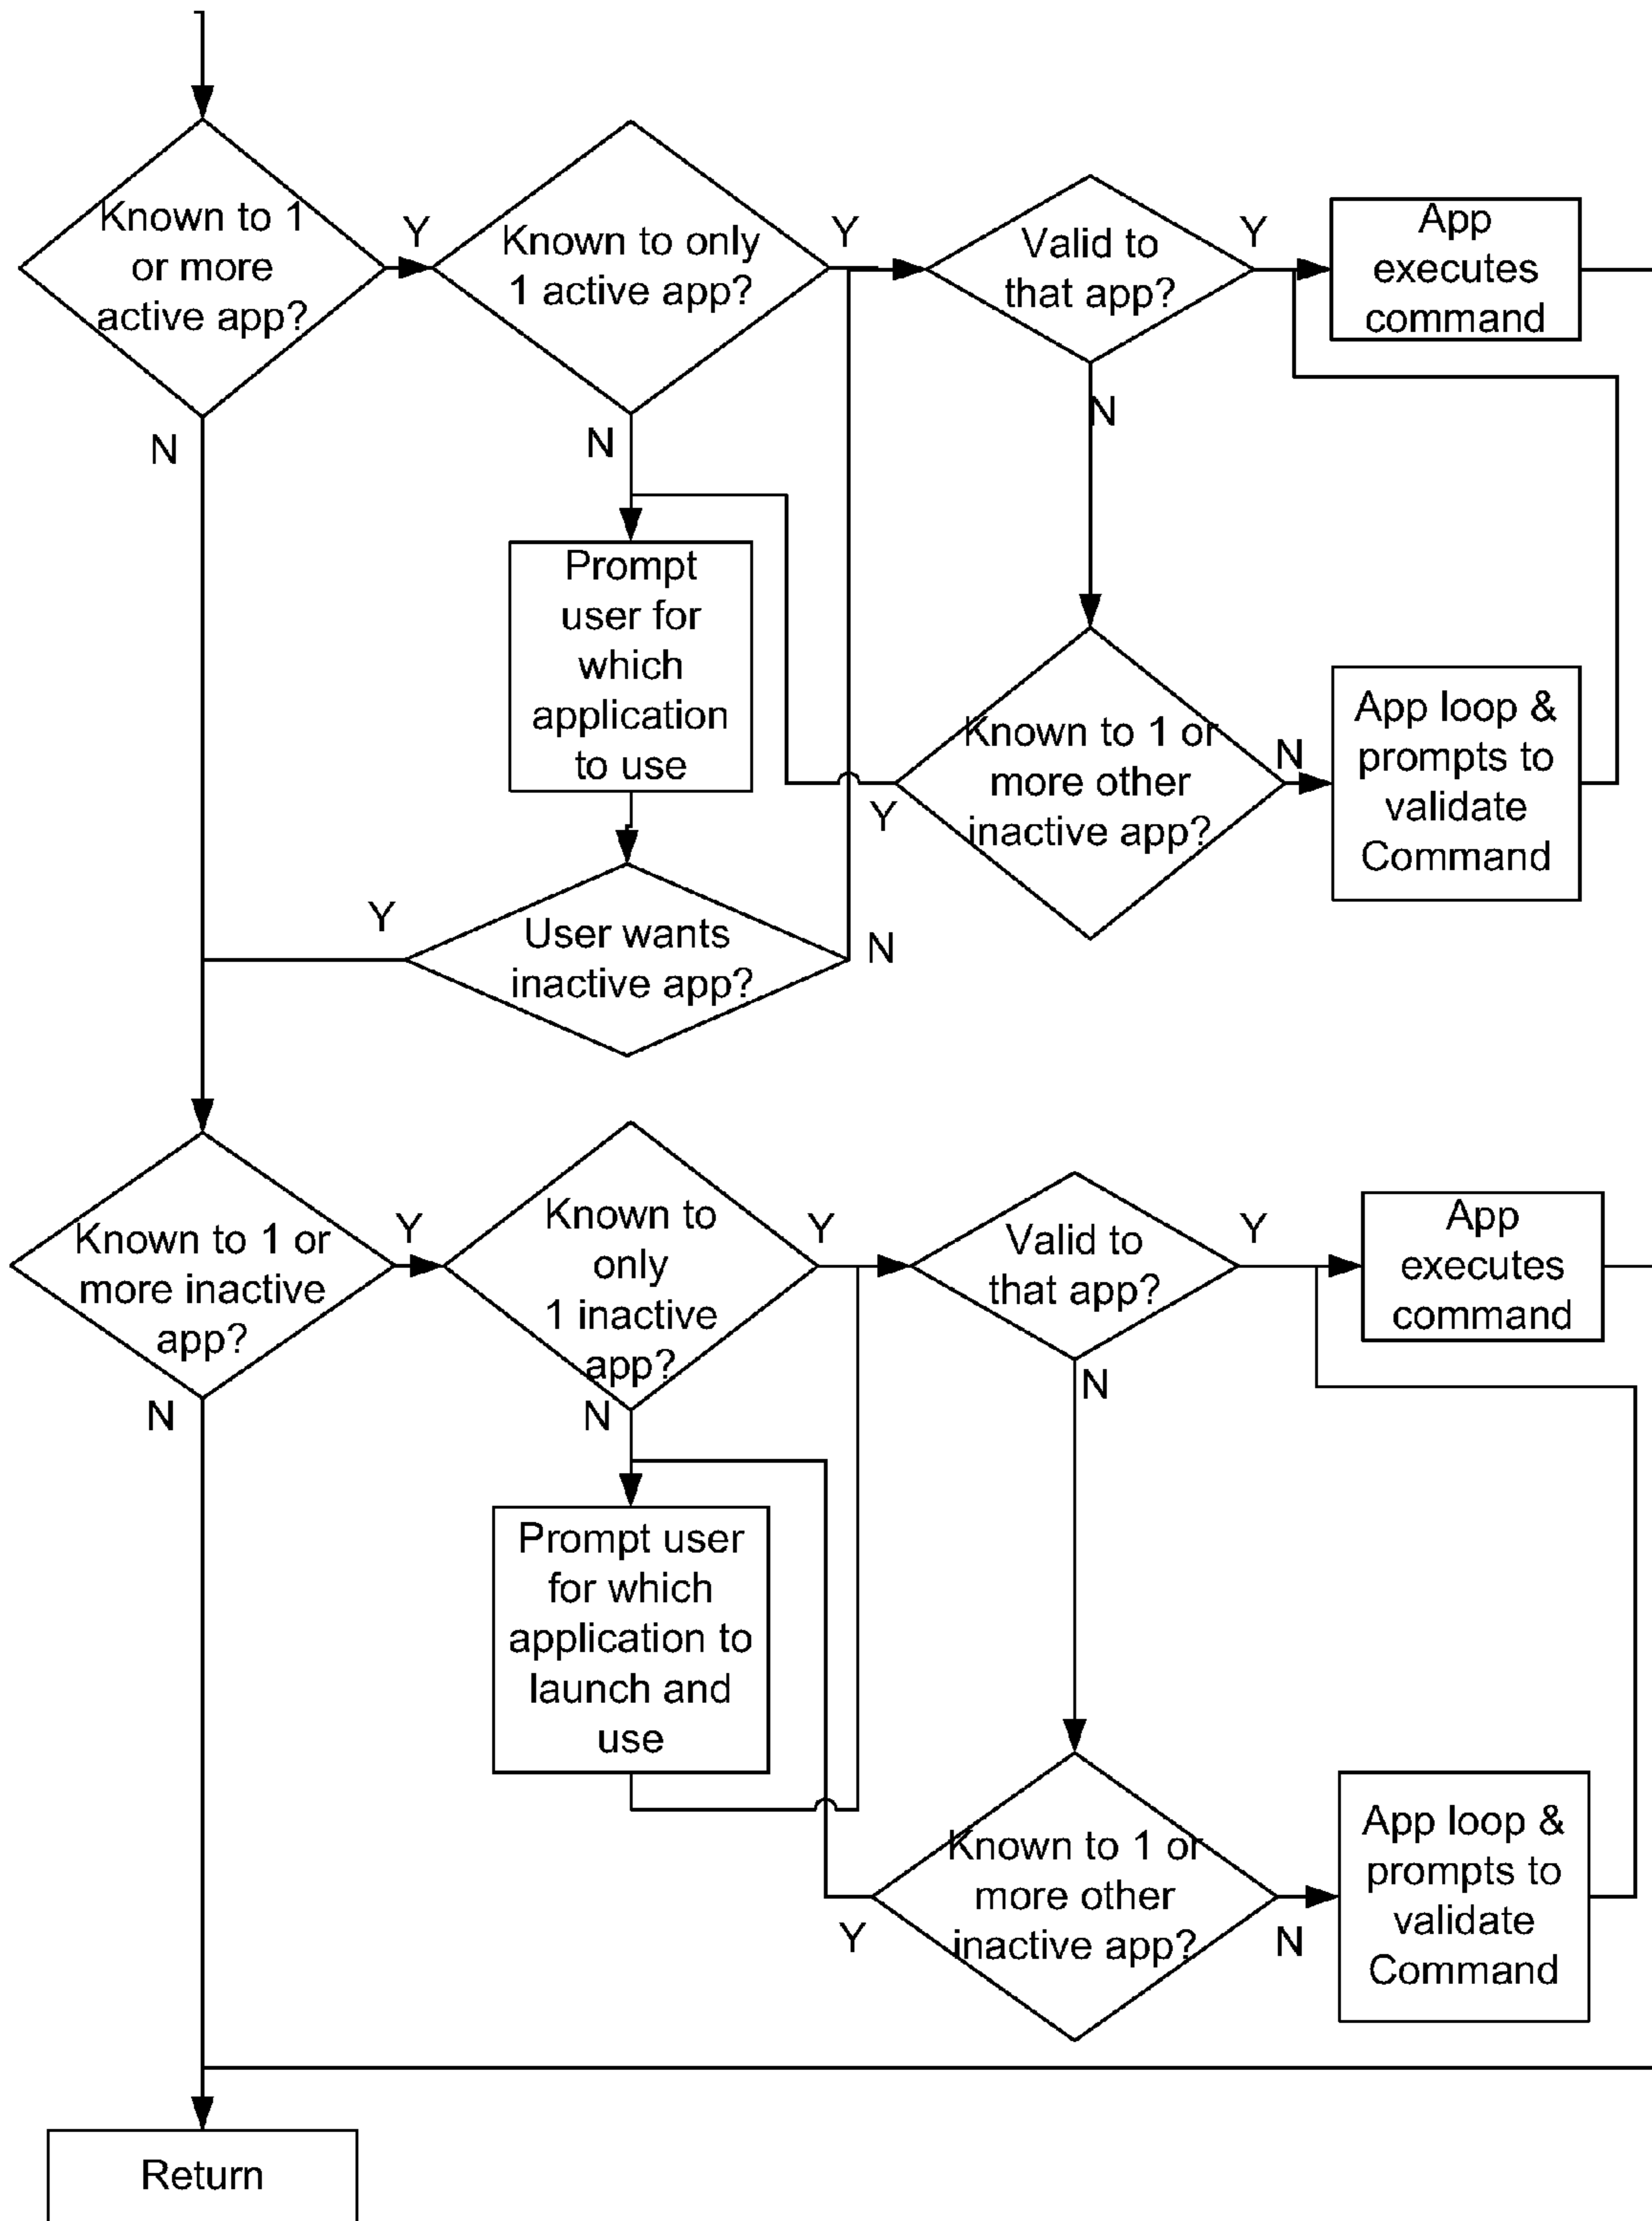 Known to 1
or more
active app?
Y
N
Known to only
1 active app?
Y
N
Valid to
that app?
Y
N
App
executes
command
Prompt
user for
which
application
to use
Known to 1 or
more other
inactive app?
N
Y
App loop &
prompts to
validate
Command
User wants
inactive app?
Y
N
Known to 1 or
more inactive
app?
Y
N
Known to
only
1 inactive
app?
Y
N
Valid to
that app?
Y
N
App
executes
command
Prompt user
for which
application to
launch and
use
Known to 1 or
more other
inactive app?
Y
N
App loop &
prompts to
validate
Command
Return